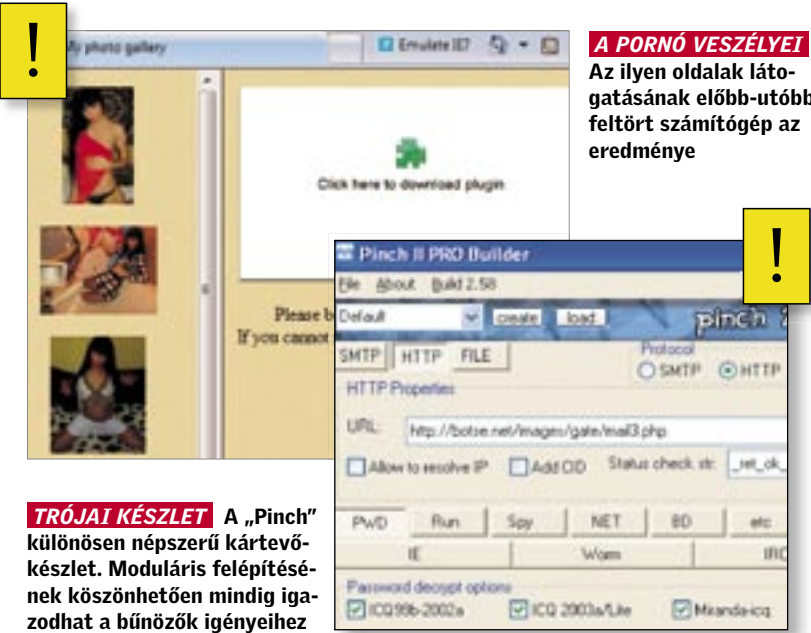 !
My photo gallery
Emulate IE7
Click here to download plugin
Please b
If you cannot
A PORNÓ VESZÉLYEI
Az ilyen oldalak láto-
gatásának előbb-utóbb
feltört számítógép az
eredménye
!
Pinch II PRO Builder
File About Build 2.58
Default create load pinch
SMTP HTTP FILE Protocol
SMTP HTTP
HTTP Properties
URL: http://botse.net/images/gate/mail3.php
Allow to resolve IP Add CID Status check str: _ret_ok_
PWD Run Spy NET BD etc
IE Worm IRC
Password decrypt options
ICQ99b-2002a ICQ 2003a/Lite Miranda-icq
TRÓJAI KÉSZLET A „Pinch”
különösen népszerű kártevő-
készlet. Moduláris felépítésé-
nek köszönhetően mindig iga-
zodhat a bűnözők igényeihez